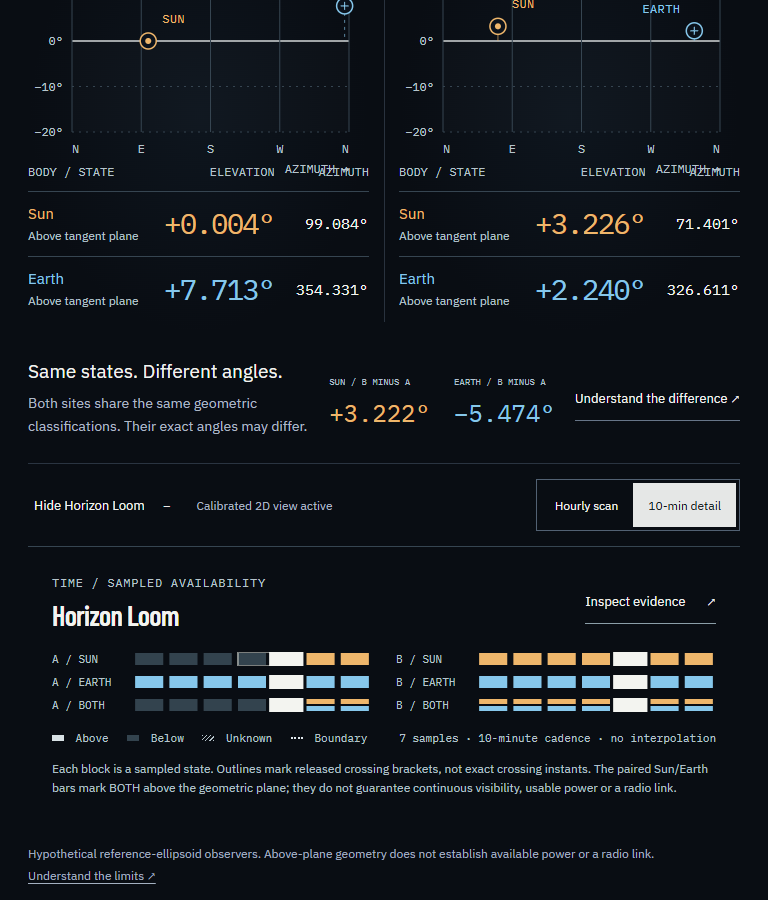 SUN
0°
−10°
−20°
N E S W N
AZIMUTH →
BODY / STATE ELEVATION AZIMUTH
Sun
Above tangent plane
+0.004° 99.084°
Earth
Above tangent plane
+7.713° 354.331°
SUN
EARTH
0°
−10°
−20°
N E S W N
AZIMUTH →
BODY / STATE ELEVATION AZIMUTH
Sun
Above tangent plane
+3.226° 71.401°
Earth
Above tangent plane
+2.240° 326.611°
Same states. Different angles.
Both sites share the same geometric
classifications. Their exact angles may differ.
SUN / B MINUS A
+3.222°
EARTH / B MINUS A
−5.474°
Understand the difference ↗
Hide Horizon Loom – Calibrated 2D view active
Hourly scan 10-min detail
TIME / SAMPLED AVAILABILITY
Horizon Loom
Inspect evidence ↗
A / SUN
A / EARTH
A / BOTH
B / SUN
B / EARTH
B / BOTH
Above Below Unknown Boundary 7 samples · 10-minute cadence · no interpolation
Each block is a sampled state. Outlines mark released crossing brackets, not exact crossing instants. The paired Sun/Earth
bars mark BOTH above the geometric plane; they do not guarantee continuous visibility, usable power or a radio link.
Hypothetical reference-ellipsoid observers. Above-plane geometry does not establish available power or a radio link.
Understand the limits ↗